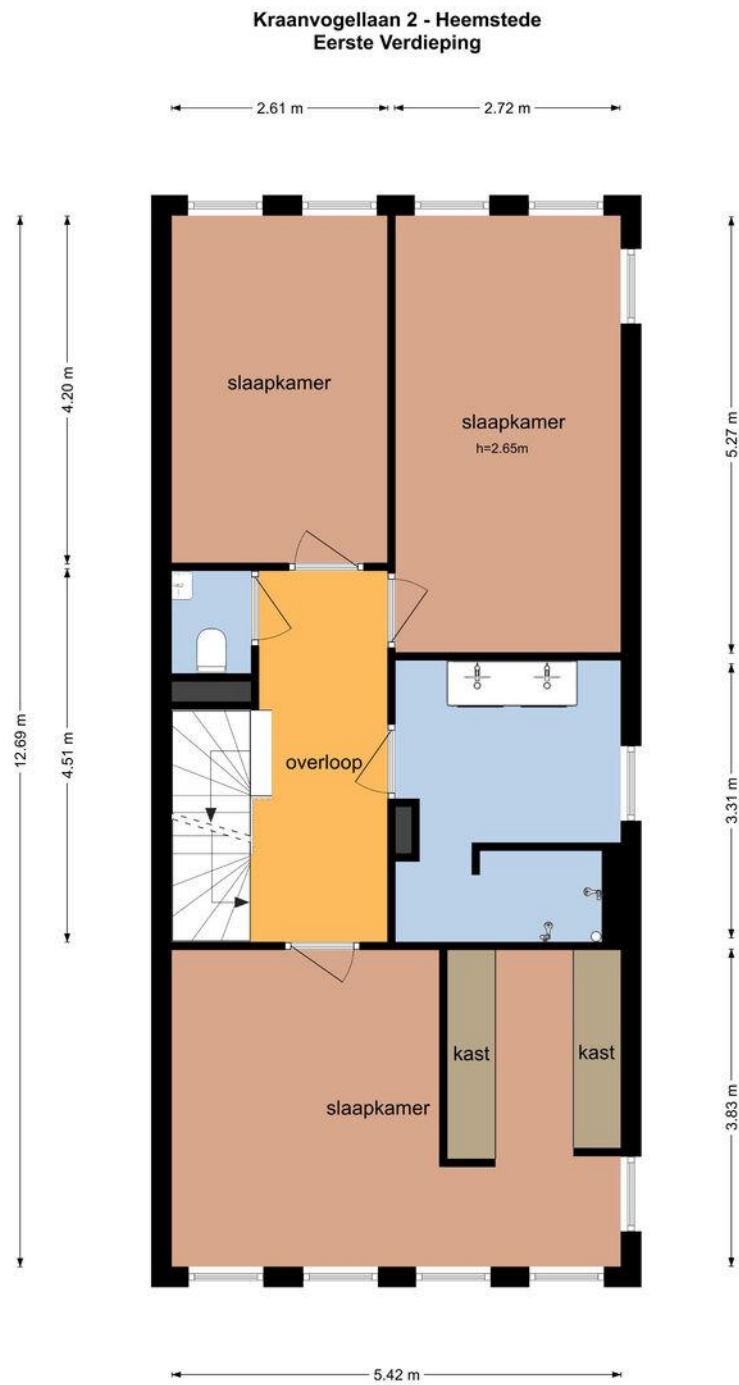 Kraanvogellaan 2 - Heemstede
Eerste Verdieping
2.61 m
2.72 m
4.20 m
5.27 m
slaapkamer
slaapkamer
h=2.65m
12.69 m
4.51 m
3.31 m
overloop
kast
kast
slaapkamer
3.83 m
5.42 m